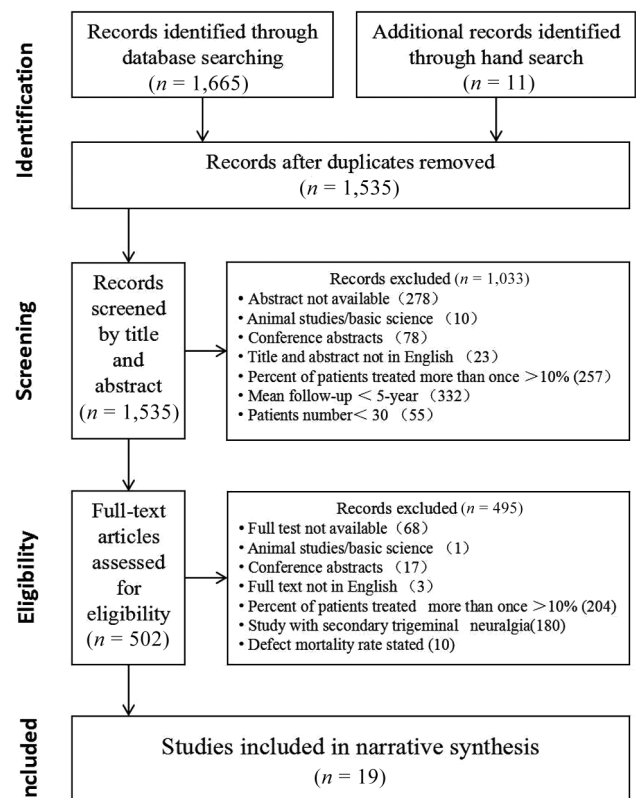 Identification
Records identified through
database searching
(n = 1,665)
Additional records identified
through hand search
(n = 11)
Records after duplicates removed
(n = 1,535)
Screening
Records
screened
by title
and
abstract
(n = 1,535)
Records excluded (n = 1,033)
• Abstract not available（278）
• Animal studies/basic science（10）
• Conference abstracts （78）
• Title and abstract not in English（23）
• Percent of patients treated more than once >10% (257)
• Mean follow-up < 5-year （332）
• Patients number< 30（55）
Eligibility
Full-text
articles
assessed
for
eligibility
(n = 502)
Records excluded (n = 495)
• Full test not available（68）
• Animal studies/basic science （1）
• Conference abstracts （17）
• Full text not in English（3）
• Percent of patients treated more than once >10% (204)
• Study with secondary trigeminal neuralgia(180)
• Defect mortality rate stated (10)
ncluded
Studies included in narrative synthesis
(n = 19)